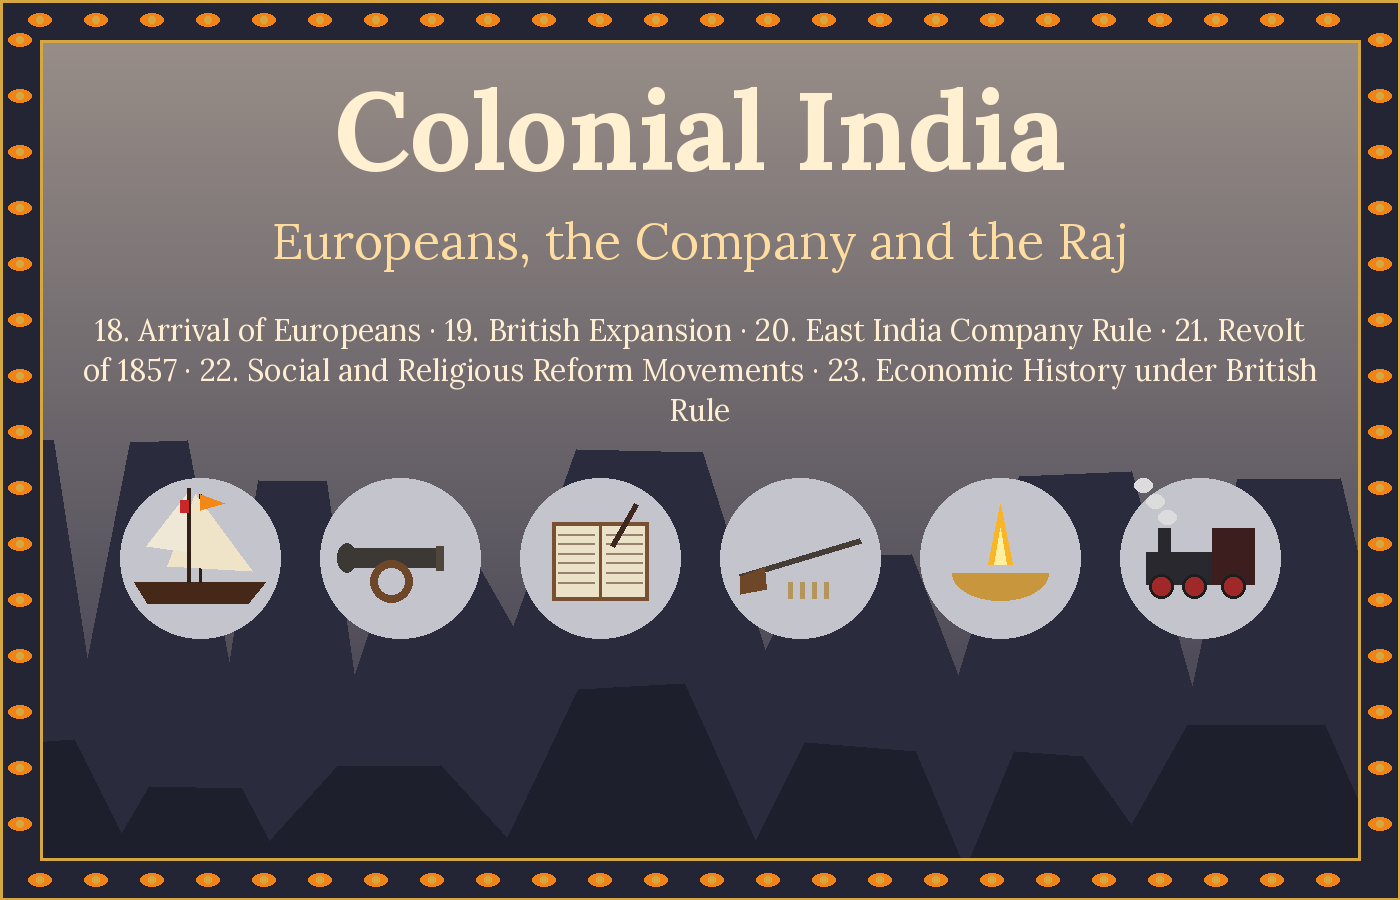 Colonial India
Europeans, the Company and the Raj
18. Arrival of Europeans · 19. British Expansion · 20. East India Company Rule · 21. Revolt
of 1857 · 22. Social and Religious Reform Movements · 23. Economic History under British
Rule